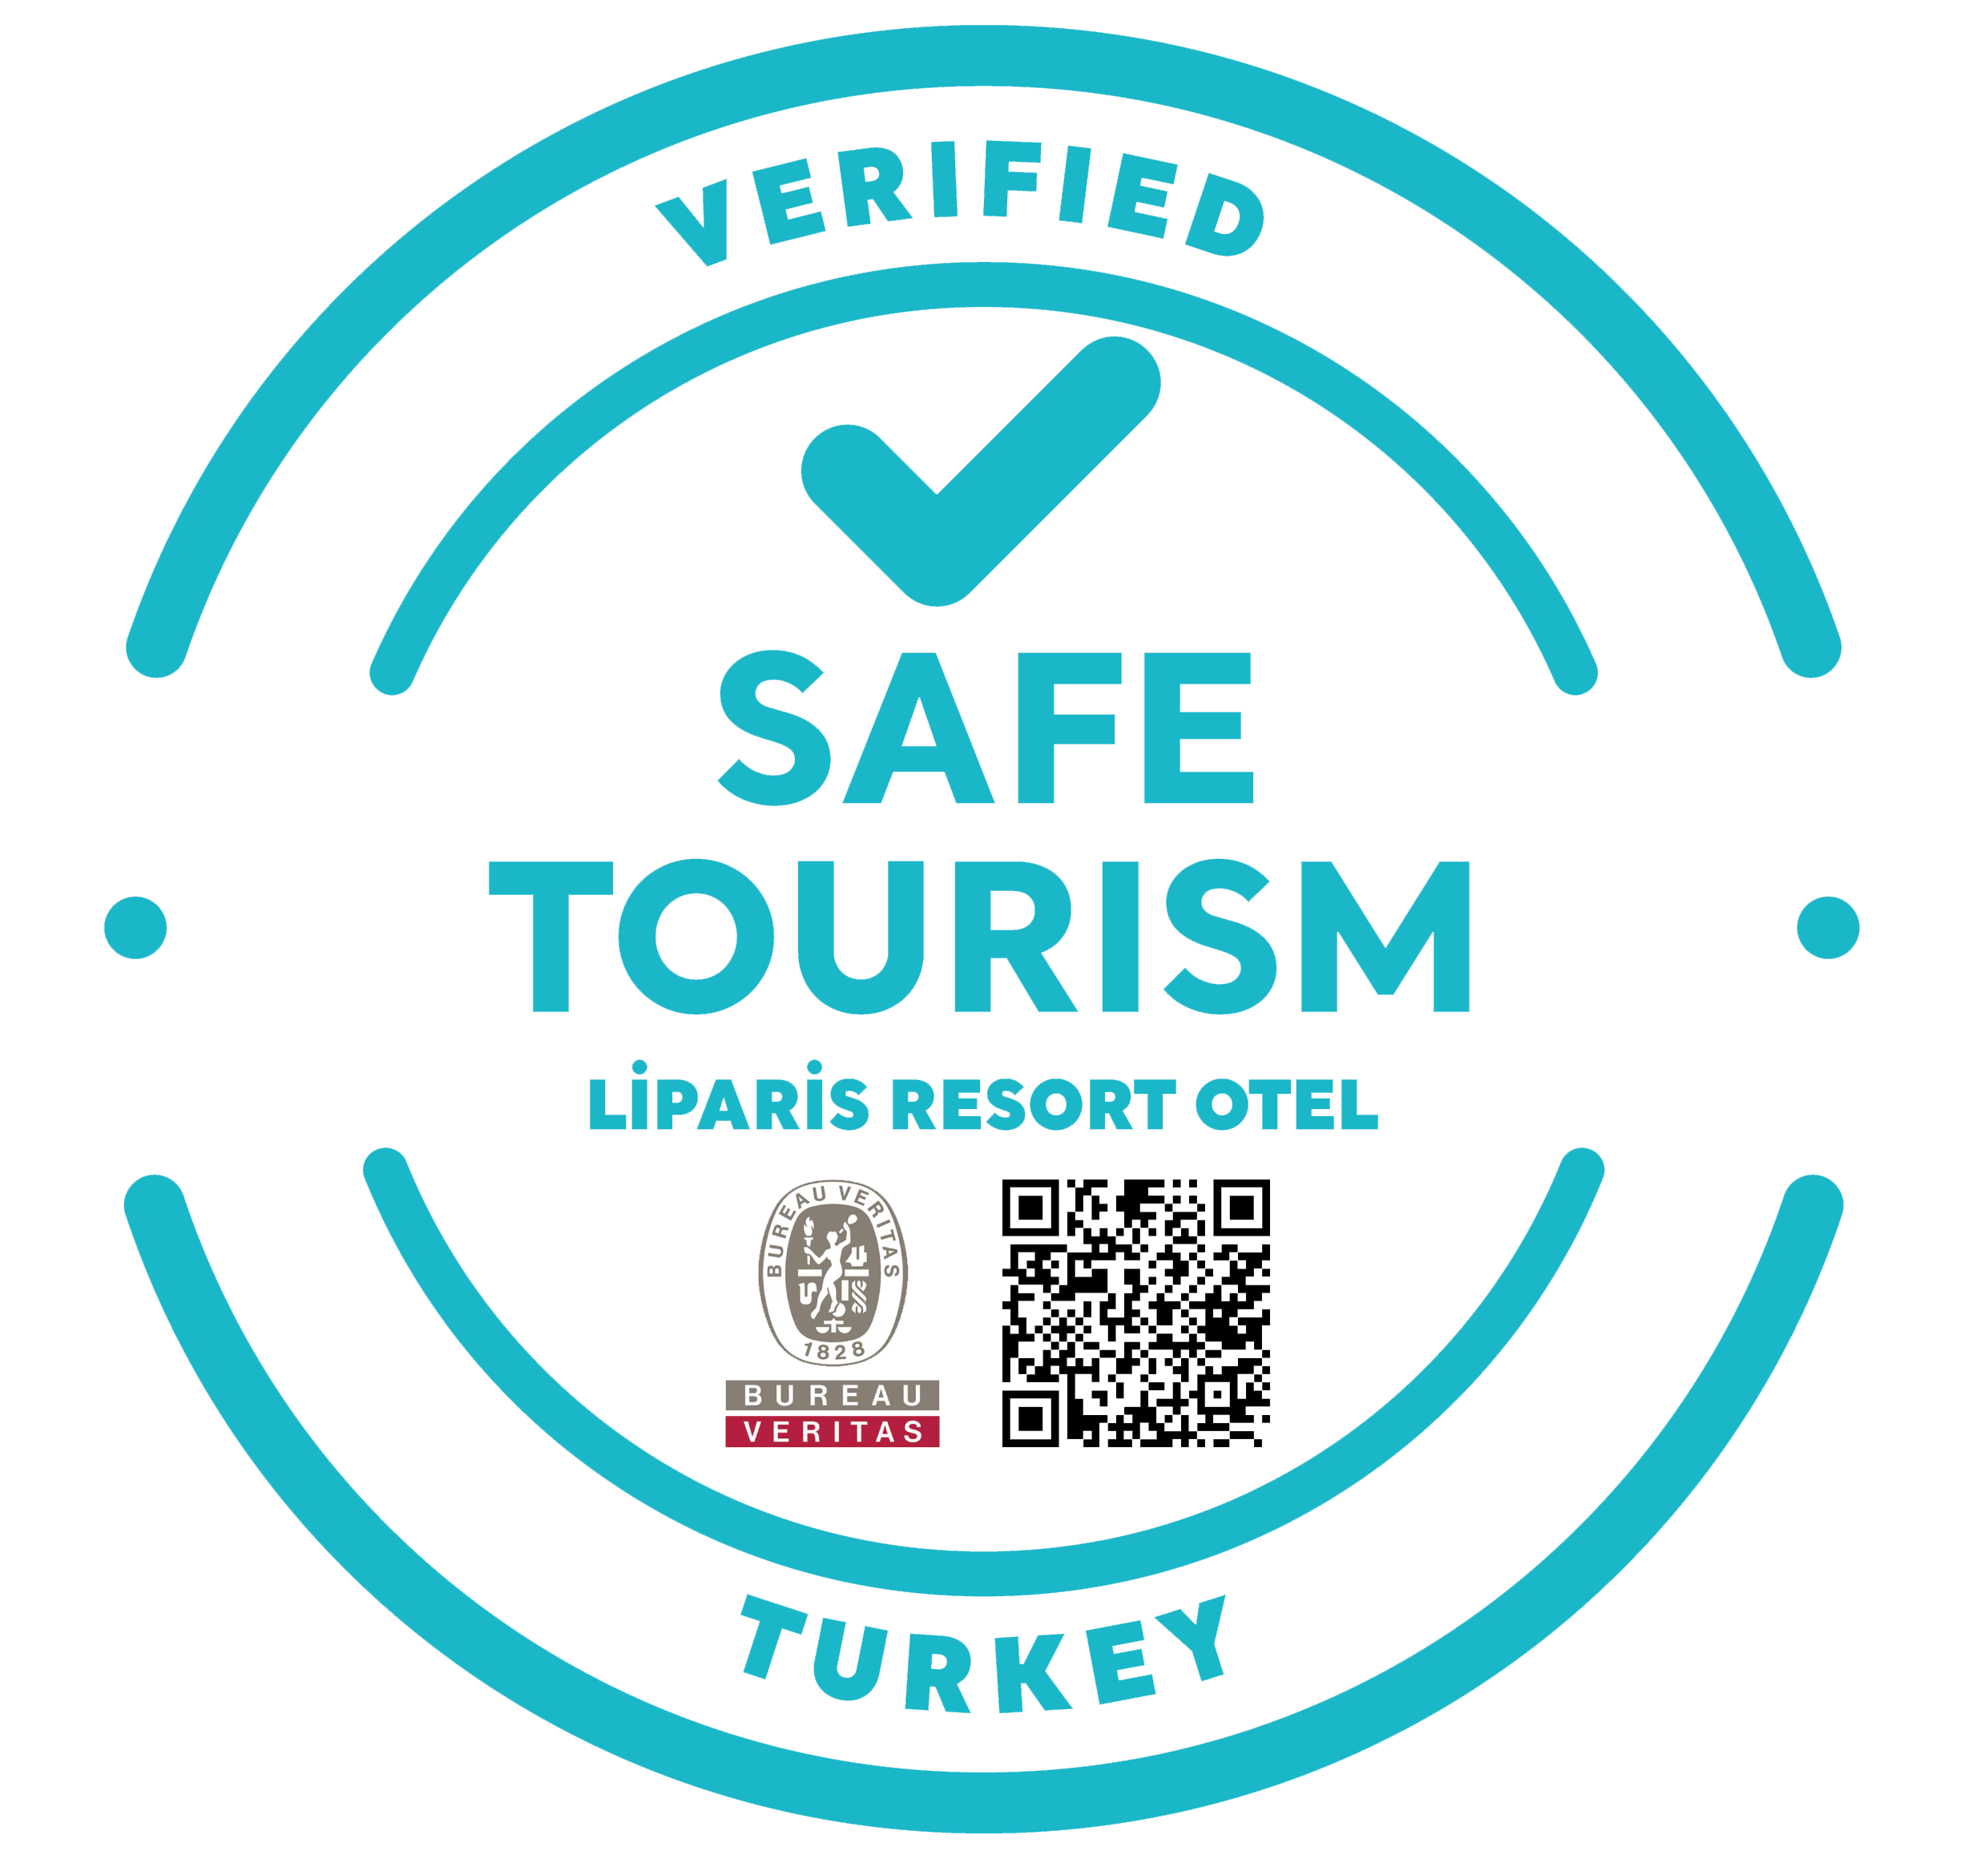 VERIFIED
SAFE
TOURISM
LİPARİS RESORT OTEL
BUREAU VERITAS
1828
BUREAU
VERITAS
TURKEY